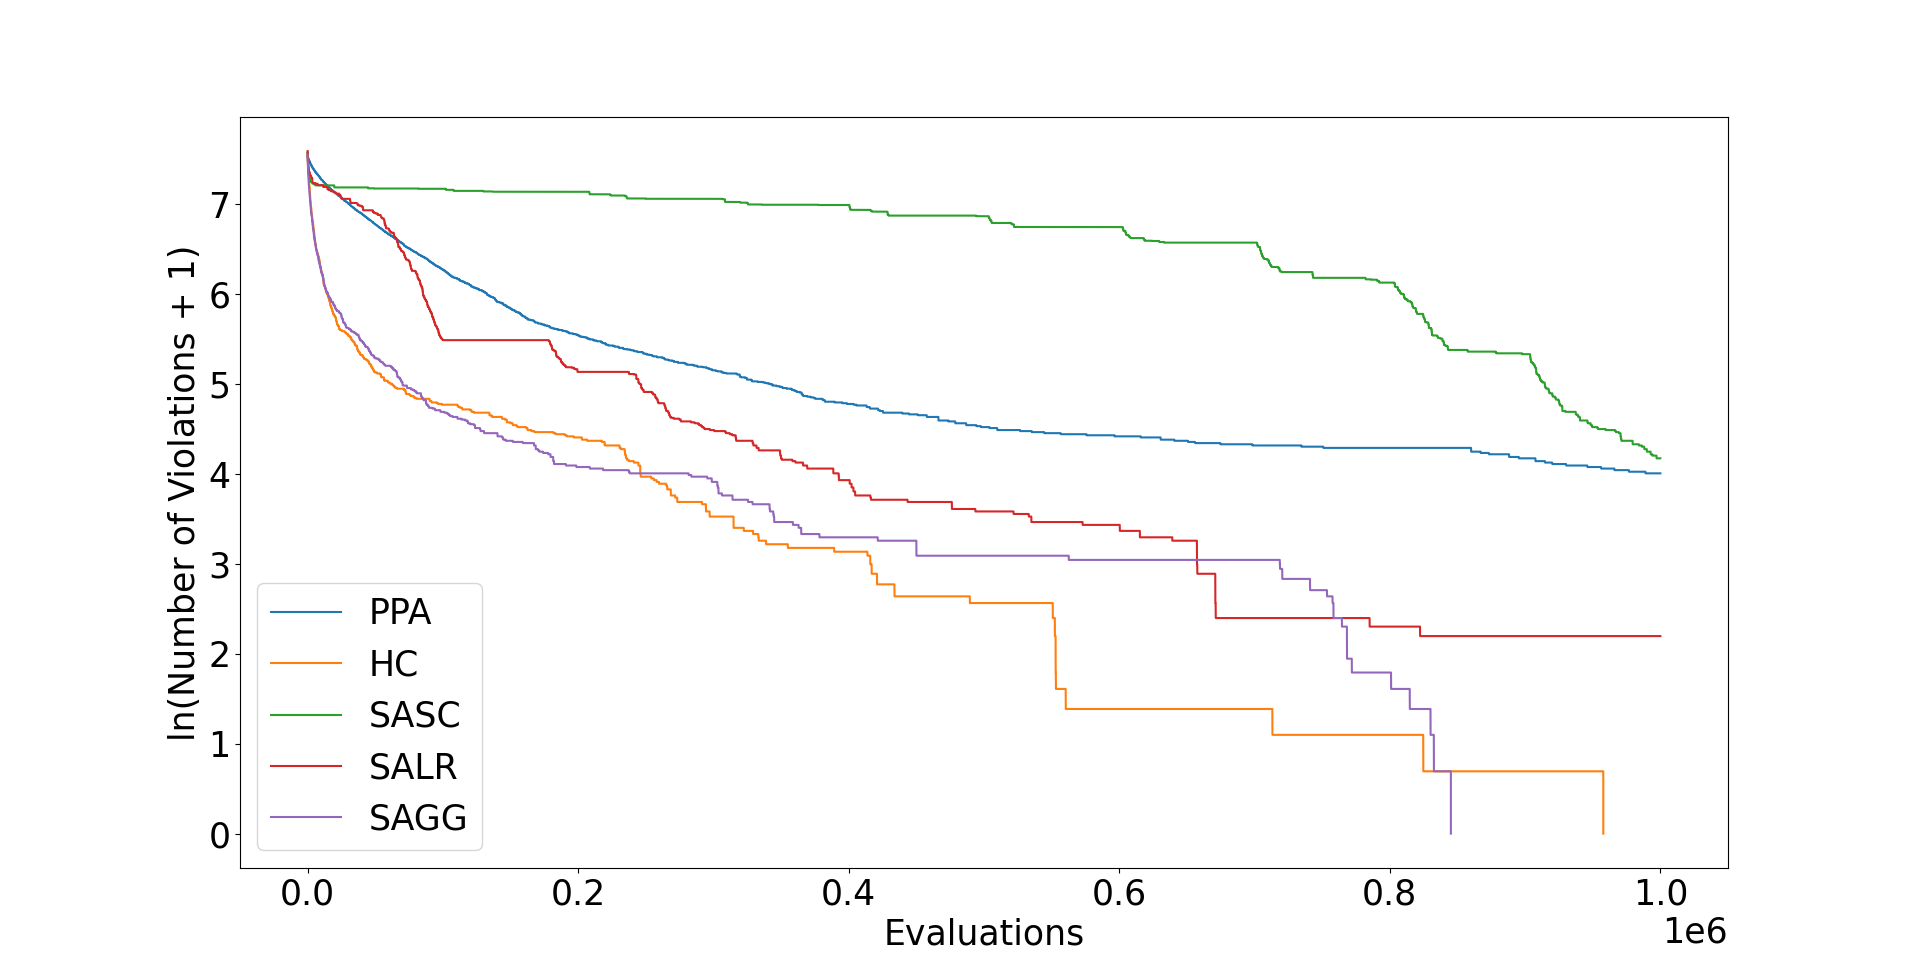 ln(Number of Violations + 1)
7
6
5
4
3
2
1
0
PPA
HC
SASC
SALR
SAGG
0.0 0.2 0.4 0.6 0.8 1.0
Evaluations
1e6